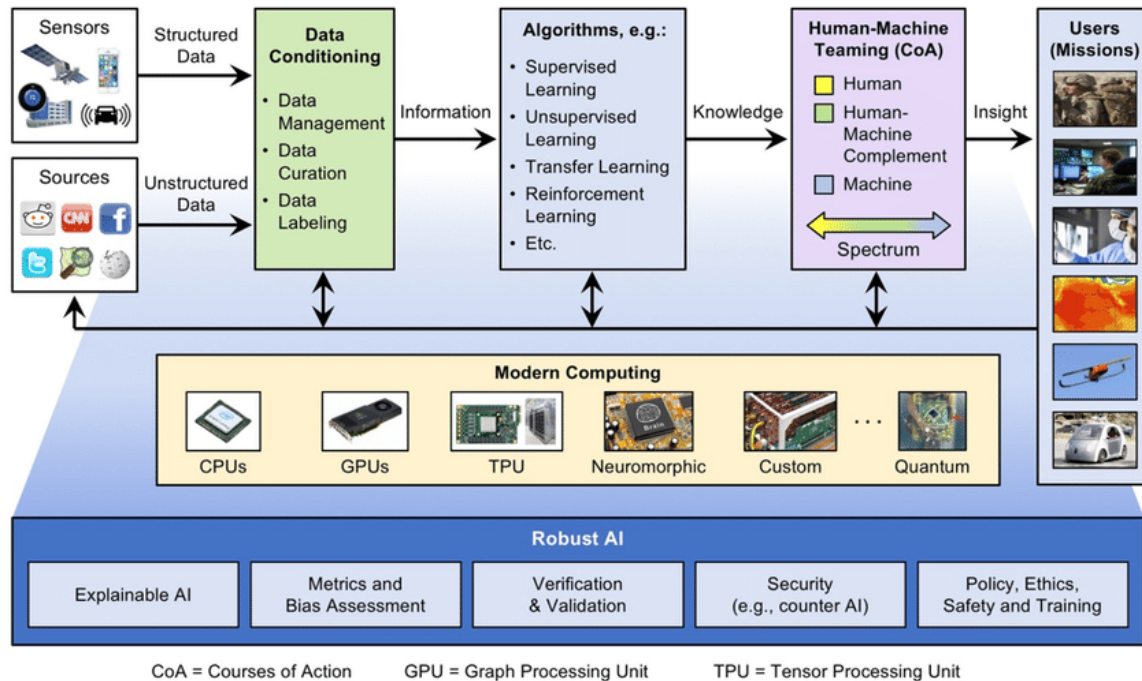 Sensors
Structured
Data
Sources
CNN
Unstructured
Data
Data
Conditioning
• Data
Management
• Data
Curation
• Data
Labeling
Information
Algorithms, e.g.:
• Supervised
Learning
• Unsupervised
Learning
• Transfer Learning
• Reinforcement
Learning
• Etc.
Knowledge
Human-Machine
Teaming (CoA)
Human
Human-
Machine
Complement
Machine
Spectrum
Insight
Users
(Missions)
Modern Computing
Brain
CPUs
GPUs
TPU
Neuromorphic
Custom
...
Quantum
Robust AI
Explainable AI
Metrics and
Bias Assessment
Verification
& Validation
Security
(e.g., counter AI)
Policy, Ethics,
Safety and Training
CoA = Courses of Action
GPU = Graph Processing Unit
TPU = Tensor Processing Unit